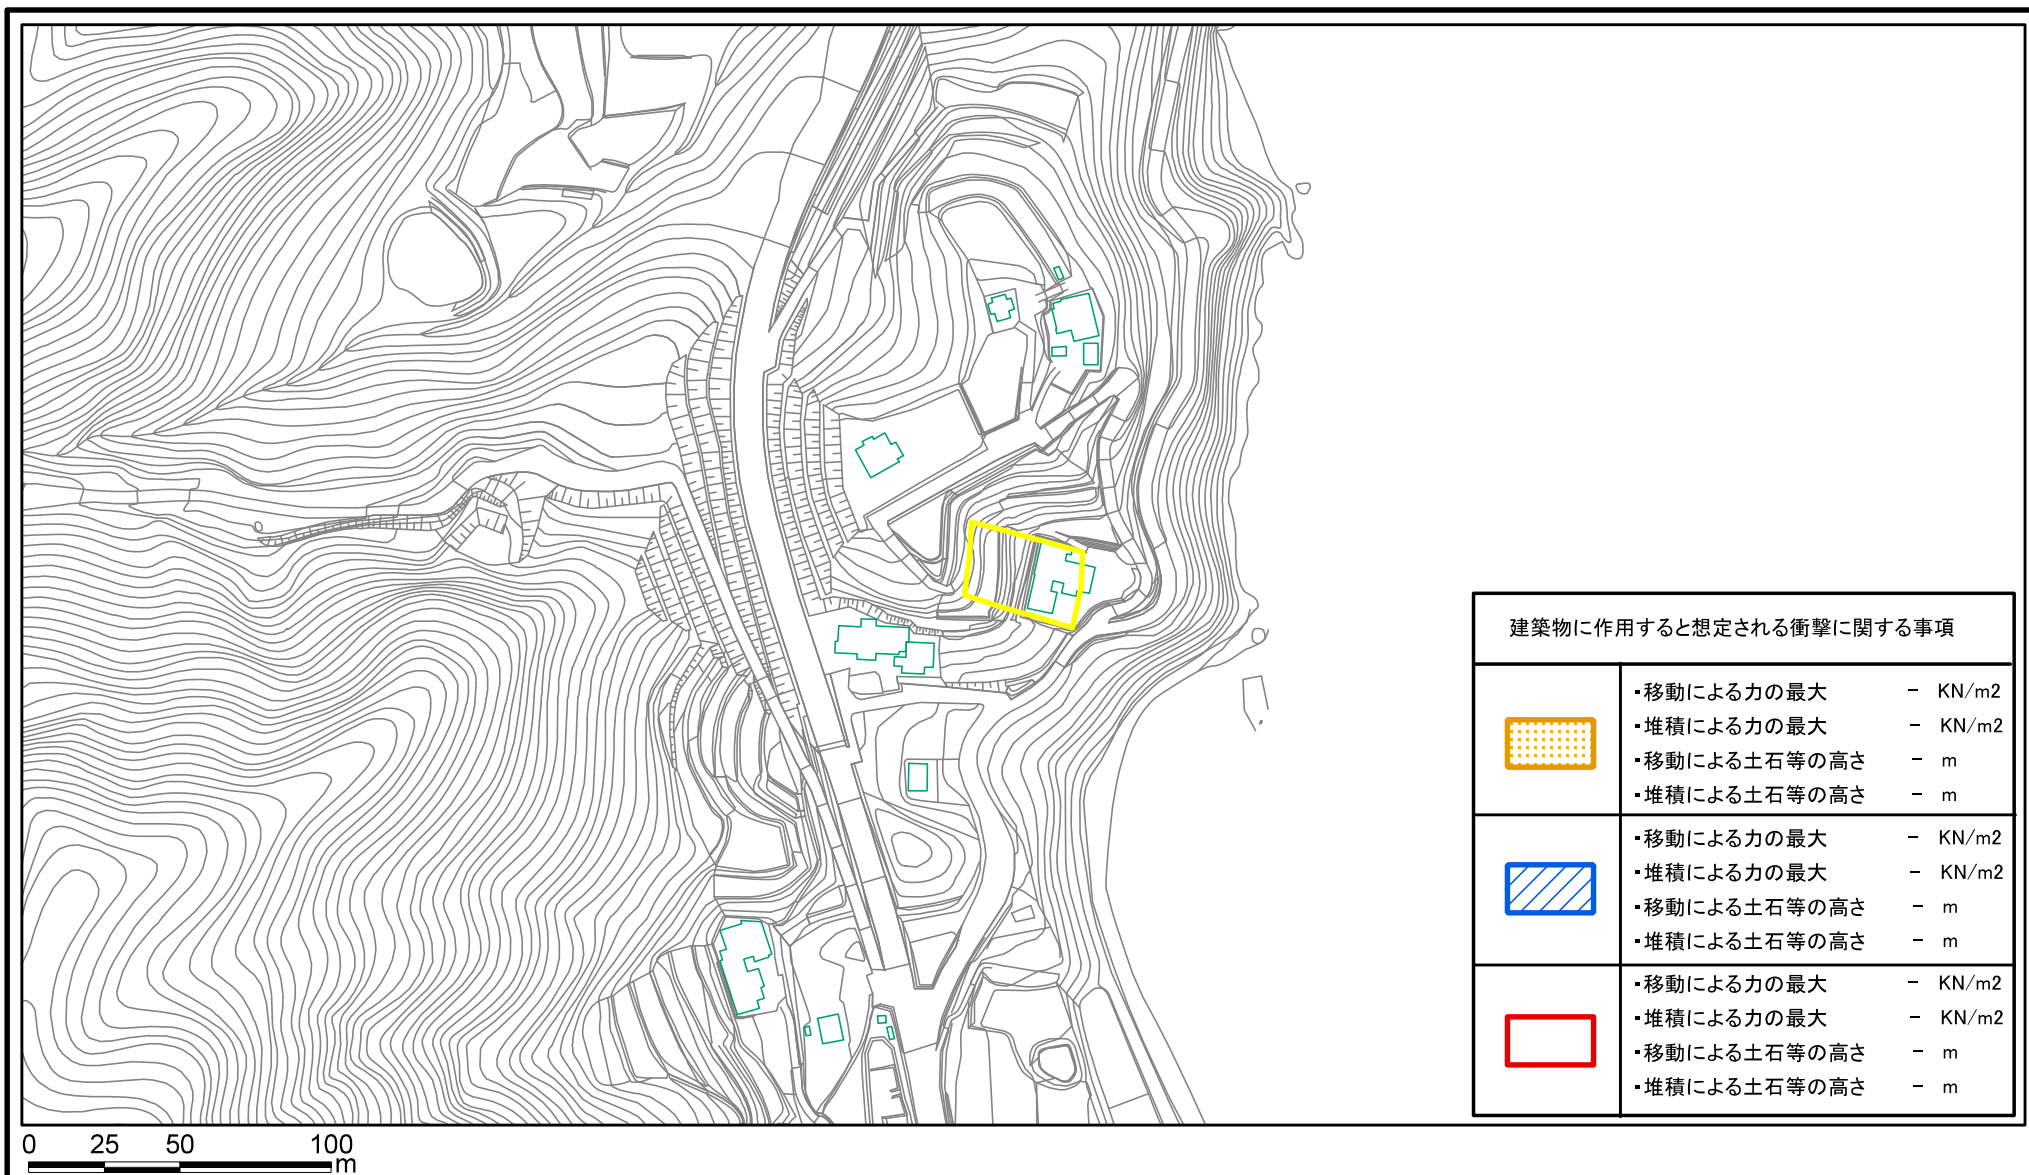 建築物に作用すると想定される衝撃に関する事項
・移動による力の最大 － KN/m2
・堆積による力の最大 － KN/m2
・移動による土石等の高さ － m
・堆積による土石等の高さ － m
・移動による力の最大 － KN/m2
・堆積による力の最大 － KN/m2
・移動による土石等の高さ － m
・堆積による土石等の高さ － m
・移動による力の最大 － KN/m2
・堆積による力の最大 － KN/m2
・移動による土石等の高さ － m
・堆積による土石等の高さ － m
0 25 50 100
m